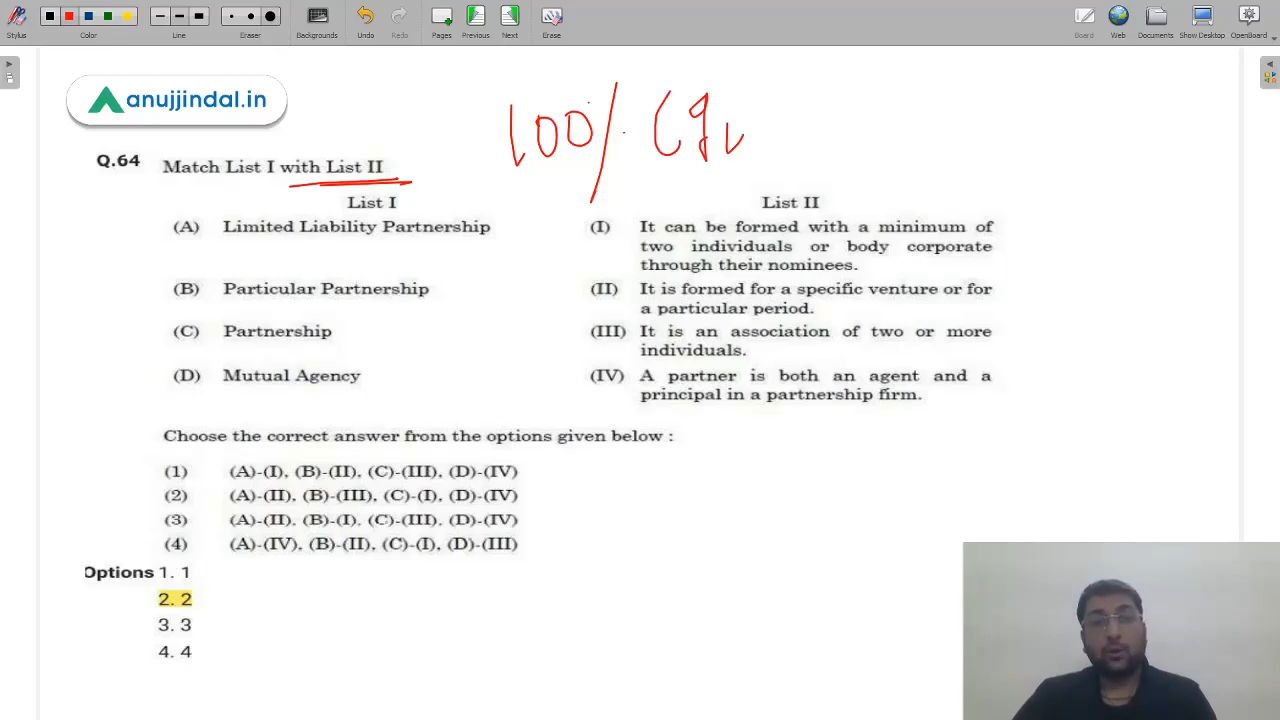 Stylus
Color
Line
Eraser
Backgrounds
Undo
Redo
Pages
Previous
Next
Erase
Board
Web
Documents
Show Desktop
OpenBoard
anujjindal.in
100%
Q.64 Match List I with List II
List I List II
(A) Limited Liability Partnership (I) It can be formed with a minimum of
two individuals or body corporate
through their nominees.
(B) Particular Partnership (II) It is formed for a specific venture or for
a particular period.
(C) Partnership (III) It is an association of two or more
individuals.
(D) Mutual Agency (IV) A partner is both an agent and a
principal in a partnership firm.
Choose the correct answer from the options given below :
(1) (A)-(I), (B)-(II), (C)-(III), (D)-(IV)
(2) (A)-(II), (B)-(III), (C)-(I), (D)-(IV)
(3) (A)-(II), (B)-(I), (C)-(III), (D)-(IV)
(4) (A)-(IV), (B)-(II), (C)-(I), (D)-(III)
Options 1. 1
2. 2
3. 3
4. 4